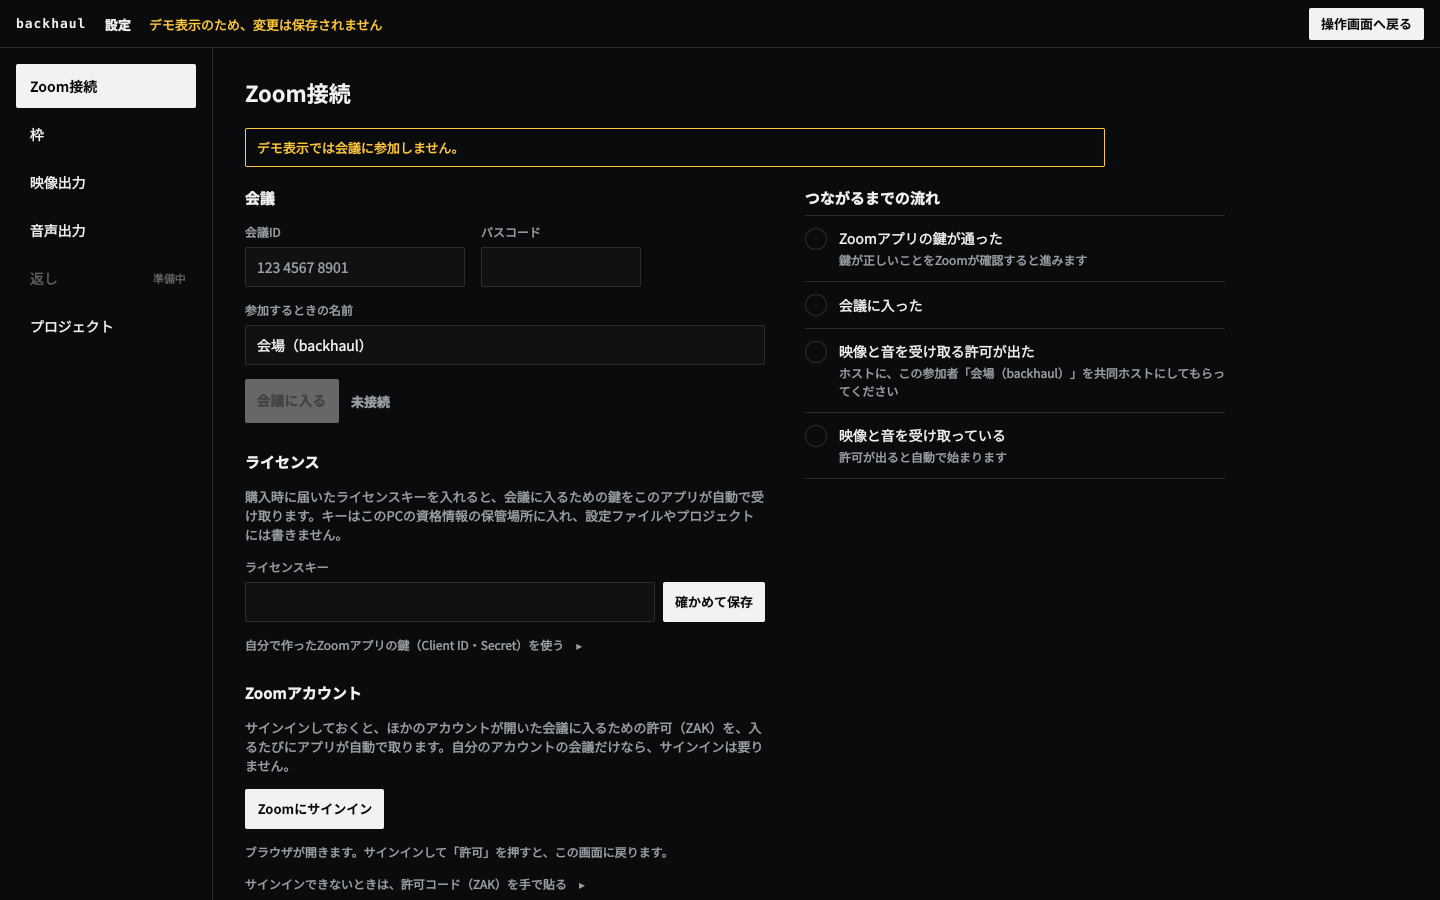 backhaul 設定 デモ表示のため、変更は保存されません 操作画面へ戻る
Zoom接続
枠
映像出力
音声出力
返し 準備中
プロジェクト
Zoom接続
デモ表示では会議に参加しません。
会議
会議ID パスコード
123 4567 8901
参加するときの名前
会場（backhaul）
会議に入る 未接続
ライセンス
購入時に届いたライセンスキーを入れると、会議に入るための鍵をこのアプリが自動で受
け取ります。キーはこのPCの資格情報の保管場所に入れ、設定ファイルやプロジェクト
には書きません。
ライセンスキー
確かめて保存
自分で作ったZoomアプリの鍵（Client ID・Secret）を使う ▸
Zoomアカウント
サインインしておくと、ほかのアカウントが開いた会議に入るための許可（ZAK）を、入
るたびにアプリが自動で取ります。自分のアカウントの会議だけなら、サインインは要り
ません。
Zoomにサインイン
ブラウザが開きます。サインインして「許可」を押すと、この画面に戻ります。
サインインできないときは、許可コード（ZAK）を手で貼る ▸
つながるまでの流れ
Zoomアプリの鍵が通った
鍵が正しいことをZoomが確認すると進みます
会議に入った
映像と音を受け取る許可が出た
ホストに、この参加者「会場（backhaul）」を共同ホストにしてもらっ
てください
映像と音を受け取っている
許可が出ると自動で始まります